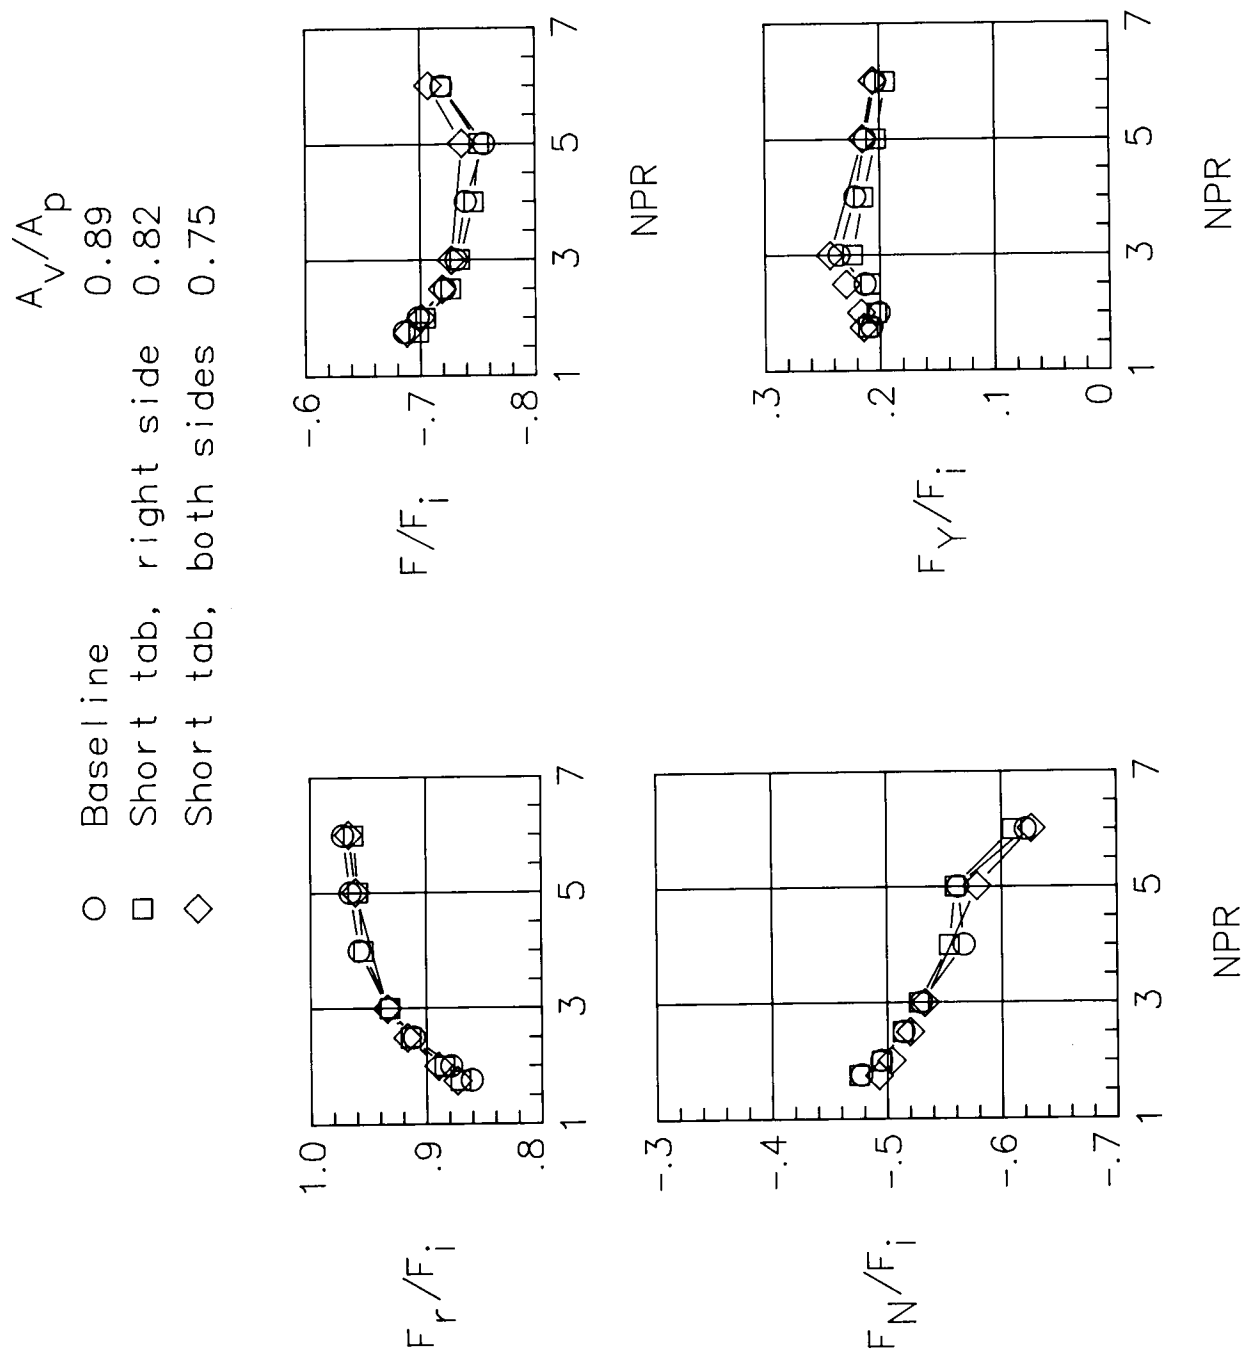 A_v/A_p
Baseline 0.89
Short tab, right side 0.82
Short tab, both sides 0.75
F_r/F_i
1.0
.9
.8
1 3 5 7
F/F_i
-.6
-.7
-.8
1 3 5 7
NPR
F_N/F_i
-.3
-.4
-.5
-.6
-.7
1 3 5 7
NPR
F_Y/F_i
.3
.2
.1
0
1 3 5 7
NPR